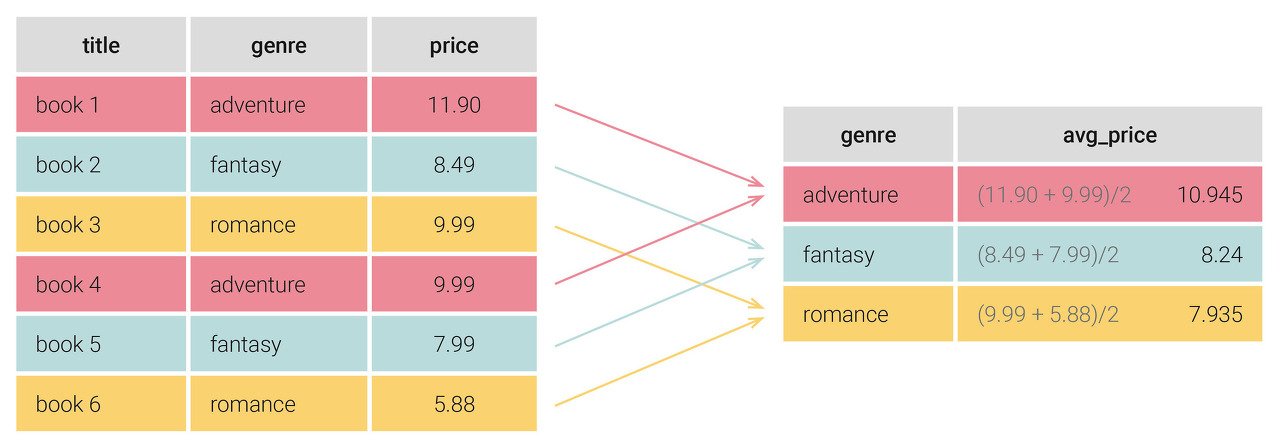 title genre price
book 1 adventure 11.90
book 2 fantasy 8.49
book 3 romance 9.99
book 4 adventure 9.99
book 5 fantasy 7.99
book 6 romance 5.88
genre avg_price
adventure (11.90 + 9.99)/2 10.945
fantasy (8.49 + 7.99)/2 8.24
romance (9.99 + 5.88)/2 7.935